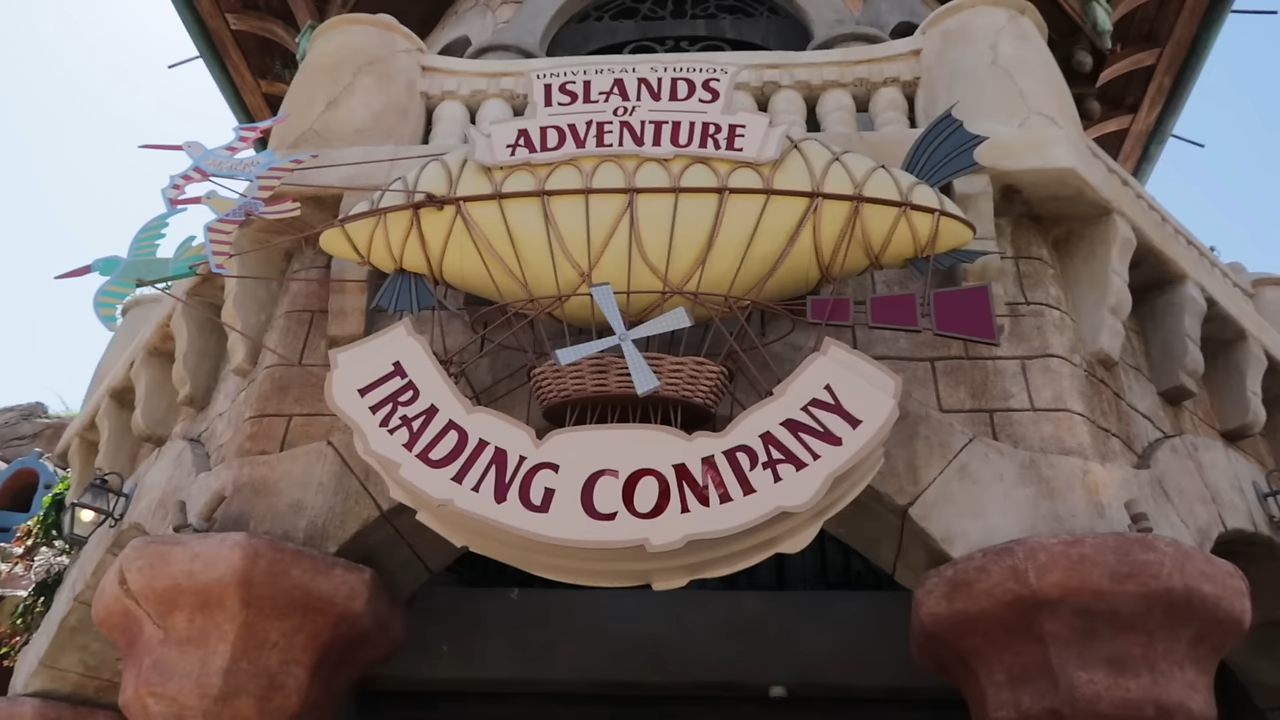 UNIVERSAL STUDIOS
ISLANDS
OF
ADVENTURE
TRADING COMPANY